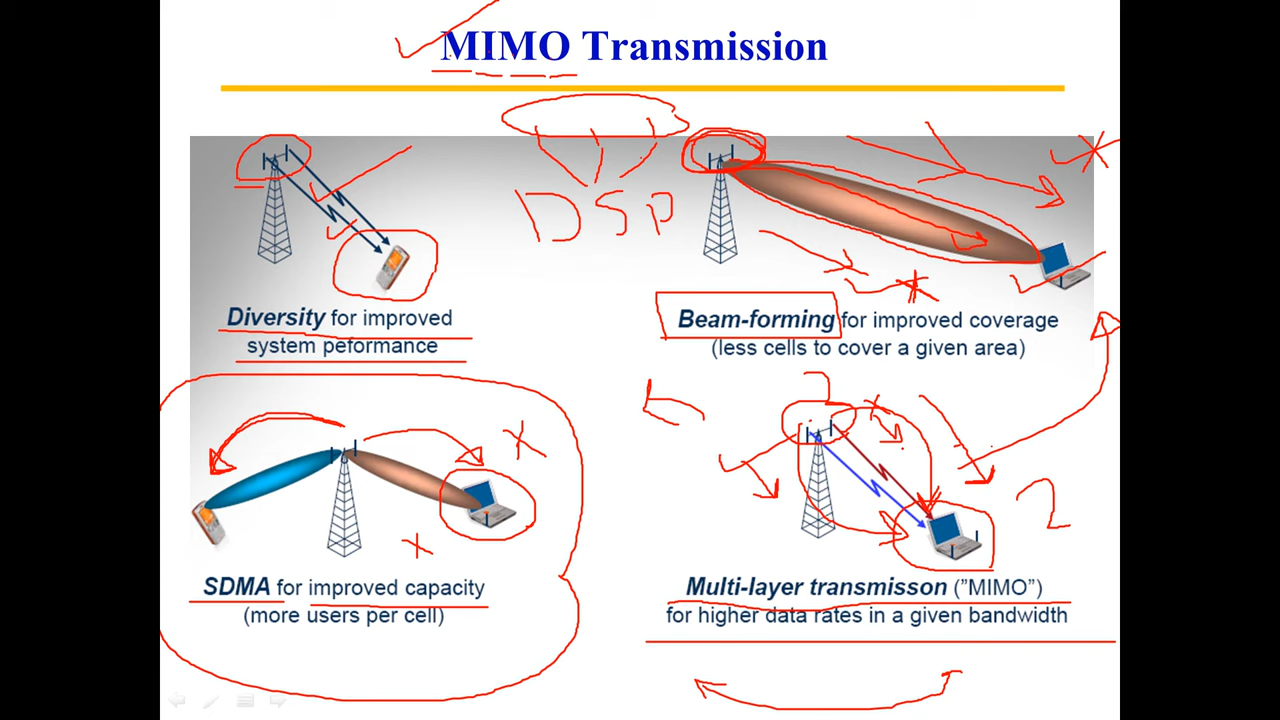 MIMO Transmission
DSP
Diversity for improved
system peformance
Beam-forming for improved coverage
(less cells to cover a given area)
x
x
2
x
2
SDMA for improved capacity
(more users per cell)
Multi-layer transmisson ("MIMO")
for higher data rates in a given bandwidth